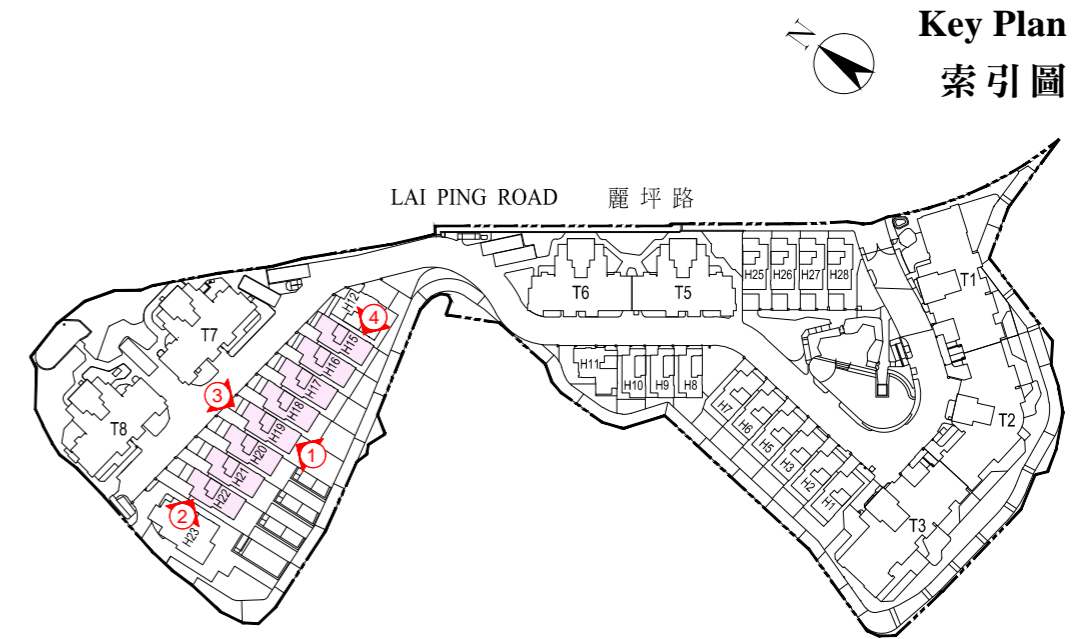 N
Key Plan
索引圖
LAI PING ROAD 麗坪路
H25
H26
H27
H28
T1
T6
T5
H12
4
T7
H15
H16
H11
H10
H9
H8
3
H17
H18
H7
T8
H19
H6
T2
H20
1
H5
H21
H3
H22
H2
2
H1
H23
T3